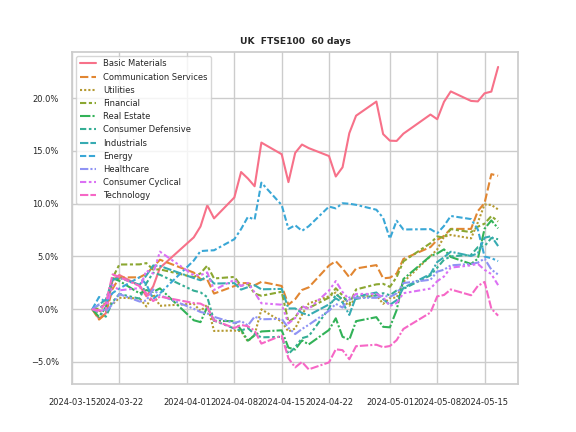 UK FTSE100 60 days
Basic Materials
Communication Services
Utilities
Financial
Real Estate
Consumer Defensive
Industrials
Energy
Healthcare
Consumer Cyclical
Technology
20.0%
15.0%
10.0%
5.0%
0.0%
−5.0%
2024-03-15 2024-03-22 2024-04-01 2024-04-08 2024-04-15 2024-04-22 2024-05-01 2024-05-08 2024-05-15